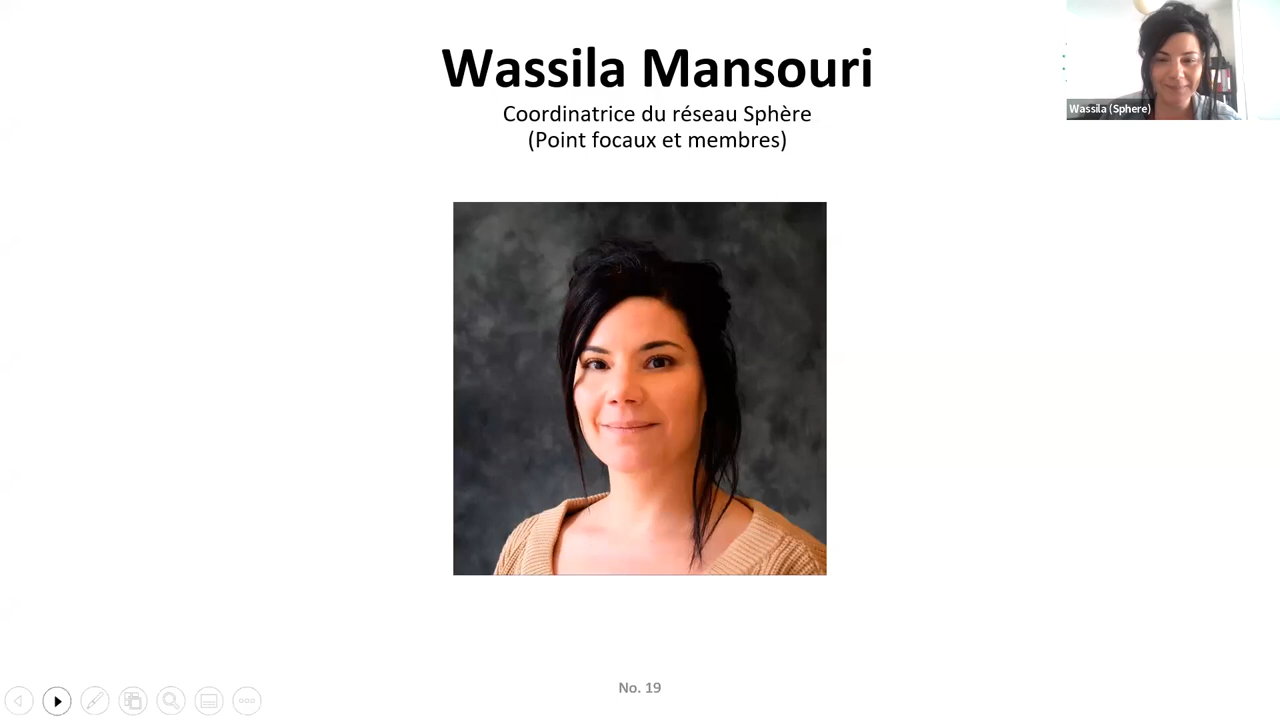 Wassila Mansouri
Coordinatrice du réseau Sphère
(Point focaux et membres)
Wassila (Sphere)
No. 19